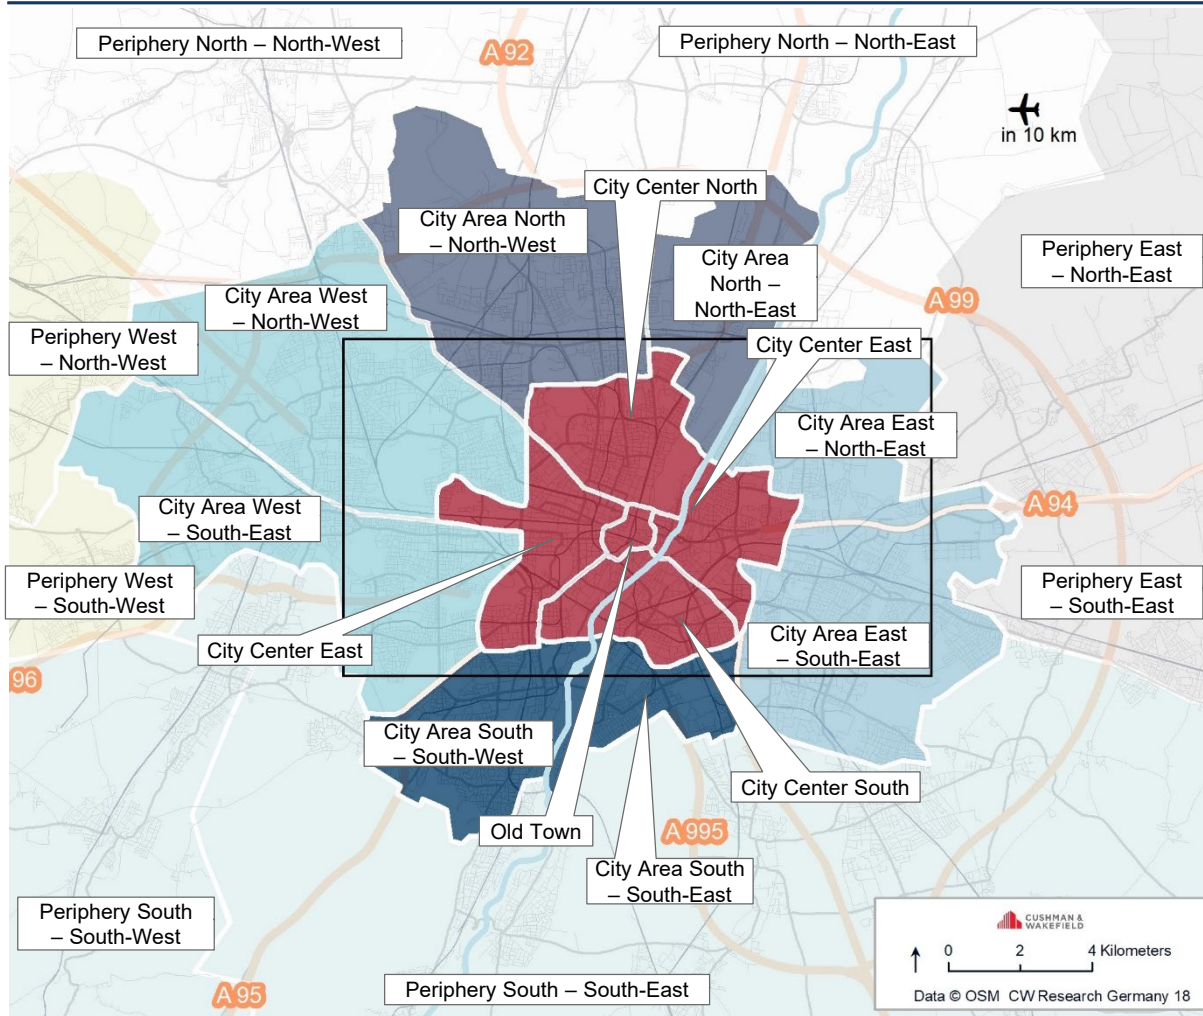 Periphery North – North-West
Periphery North – North-East
A 92
in 10 km
City Center North
City Area North
– North-West
City Area
North –
North-East
Periphery East
– North-East
City Area West
– North-West
A 99
Periphery West
– North-West
City Center East
City Area East
– North-East
City Area West
– South-East
A 94
Periphery West
– South-West
Periphery East
– South-East
City Center East
City Area East
– South-East
96
City Area South
– South-West
City Center South
Old Town
A 995
City Area South
– South-East
Periphery South
– South-West
CUSHMAN &
WAKEFIELD
0 2 4 Kilometers
Periphery South – South-East
A 95
Data © OSM CW Research Germany 18